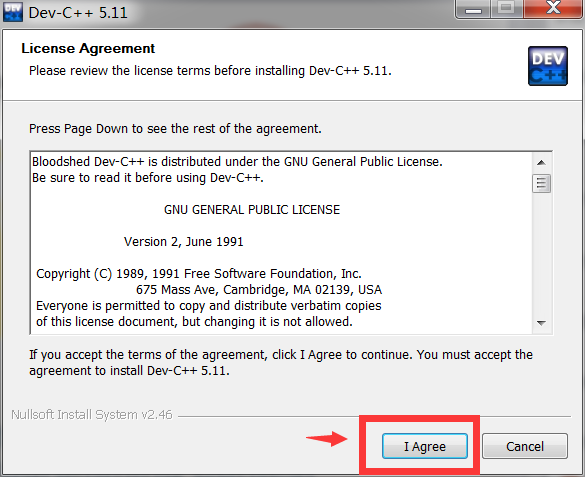 Dev-C++ 5.11
License Agreement
Please review the license terms before installing Dev-C++ 5.11.
DEV
C++
Press Page Down to see the rest of the agreement.
Bloodshed Dev-C++ is distributed under the GNU General Public License.
Be sure to read it before using Dev-C++.
GNU GENERAL PUBLIC LICENSE
Version 2, June 1991
Copyright (C) 1989, 1991 Free Software Foundation, Inc.
675 Mass Ave, Cambridge, MA 02139, USA
Everyone is permitted to copy and distribute verbatim copies
of this license document, but changing it is not allowed.
If you accept the terms of the agreement, click I Agree to continue. You must accept the
agreement to install Dev-C++ 5.11.
Nullsoft Install System v2.46
I Agree
Cancel